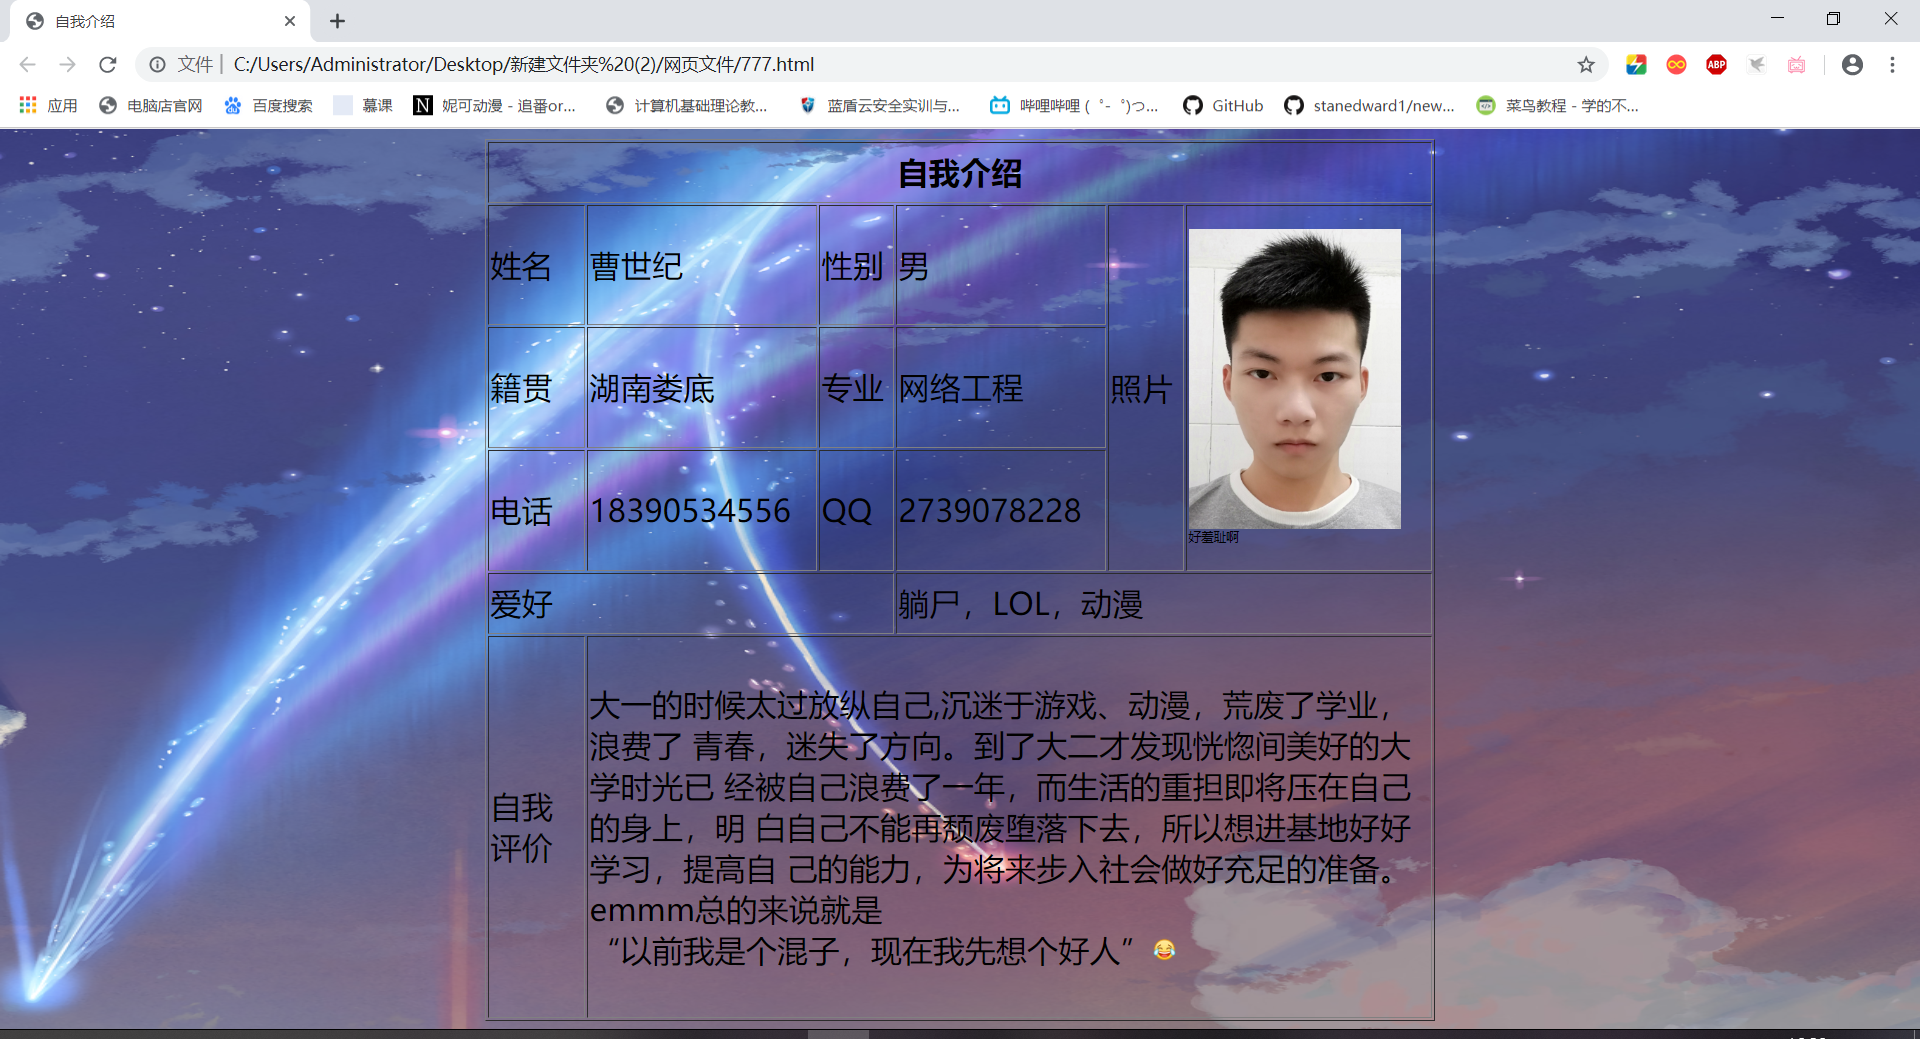 自我介绍
文件 | C:/Users/Administrator/Desktop/新建文件夹%20(2)/网页文件/777.html
应用 电脑店官网 百度搜索 慕课 N 妮可动漫 - 追番or... 计算机基础理论教... 蓝盾云安全实训与... 哔哩哔哩 ( ゜- ゜)つ... GitHub stanedward1/new... 菜鸟教程 - 学的不...
ABP
自我介绍
姓名 曹世纪 性别 男
籍贯 湖南娄底 专业 网络工程 照片
电话 18390534556 QQ 2739078228
好羞耻啊
爱好 躺尸，LOL，动漫
自我
评价
大一的时候太过放纵自己,沉迷于游戏、动漫，荒废了学业，
浪费了 青春，迷失了方向。到了大二才发现恍惚间美好的大
学时光已 经被自己浪费了一年，而生活的重担即将压在自己
的身上，明 白自己不能再颓废堕落下去，所以想进基地好好
学习，提高自 己的能力，为将来步入社会做好充足的准备。
emmm总的来说就是
“以前我是个混子，现在我先想个好人”😂